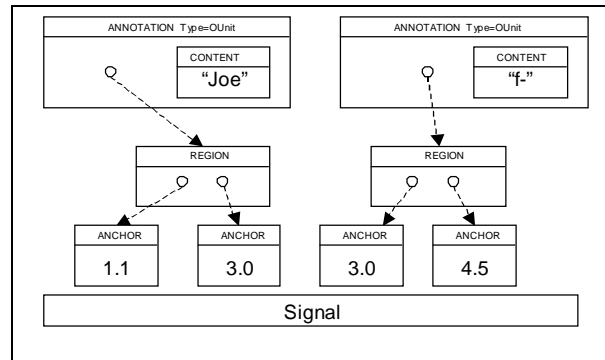 ANNOTATION Type=OUnit
CONTENT
“Joe”
ANNOTATION Type=OUnit
CONTENT
“f-”
REGION
REGION
ANCHOR
1.1
ANCHOR
3.0
ANCHOR
3.0
ANCHOR
4.5
Signal